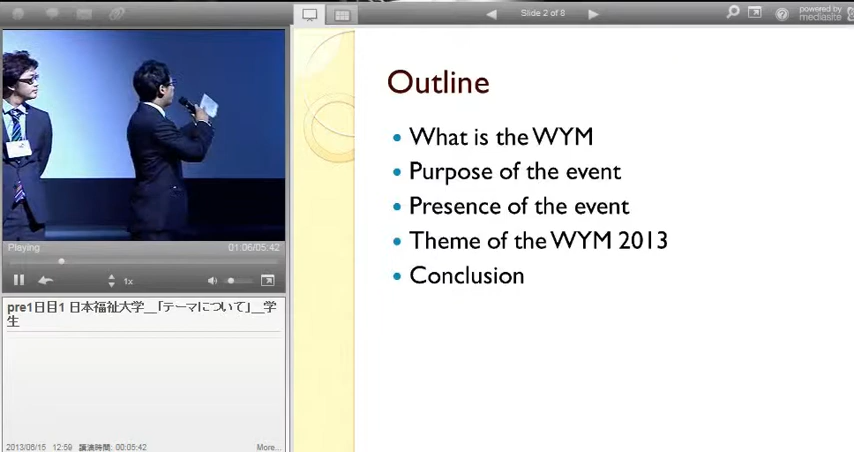 Slide 2 of 8
powered by
mediasite
Outline
• What is the WYM
• Purpose of the event
• Presence of the event
• Theme of the WYM 2013
• Conclusion
Playing
01:06/05:42
1x
pre1日目1 日本福祉大学__「テーマについて」__学
生
2013/06/15 12:59 講演時間: 00:05:42
More...